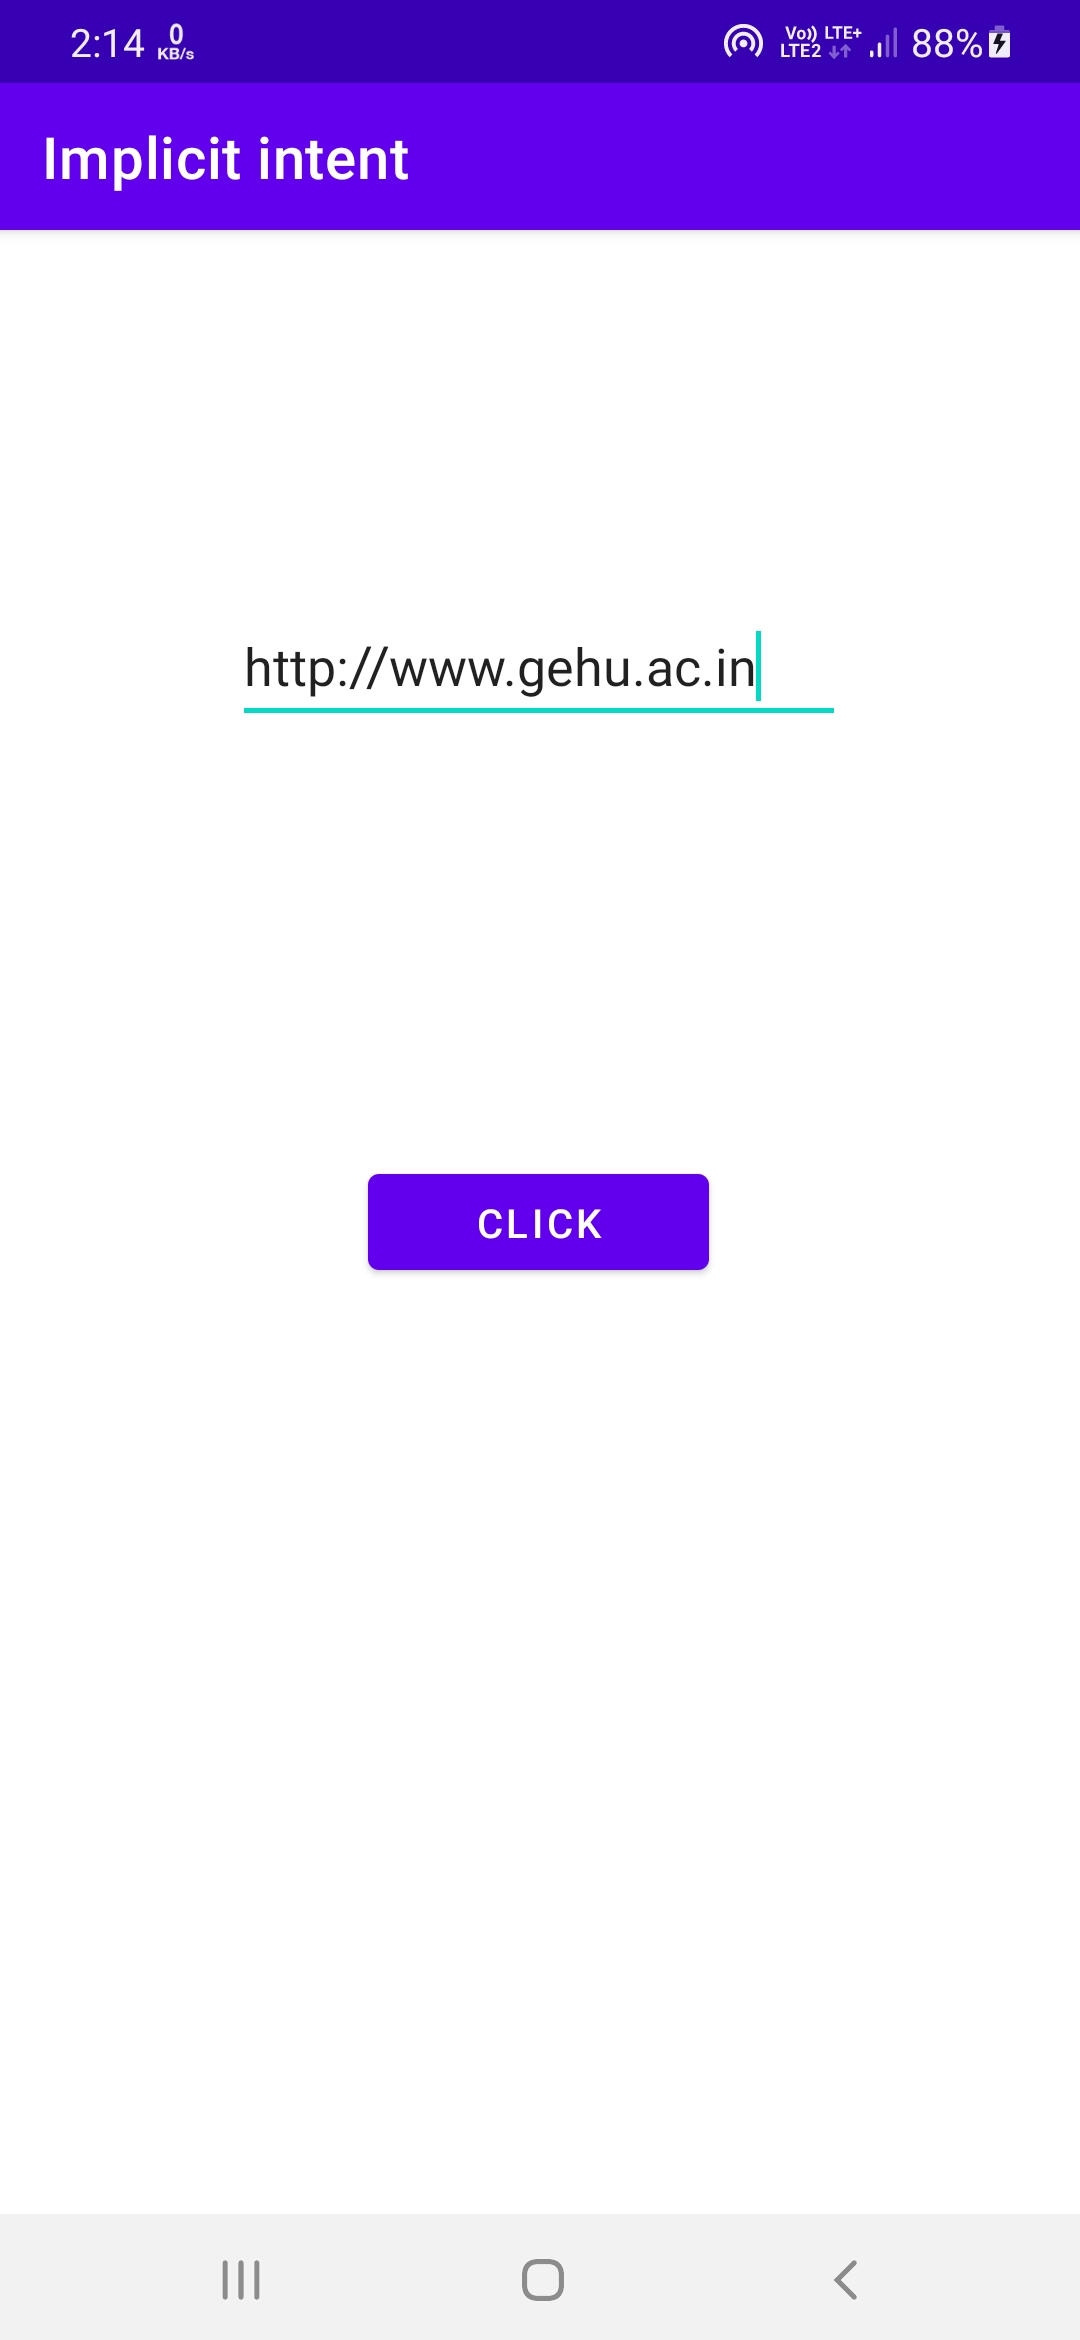 2:14 0 KB/s Vo)) LTE+ LTE2 88%
Implicit intent
http://www.gehu.ac.in
CLICK